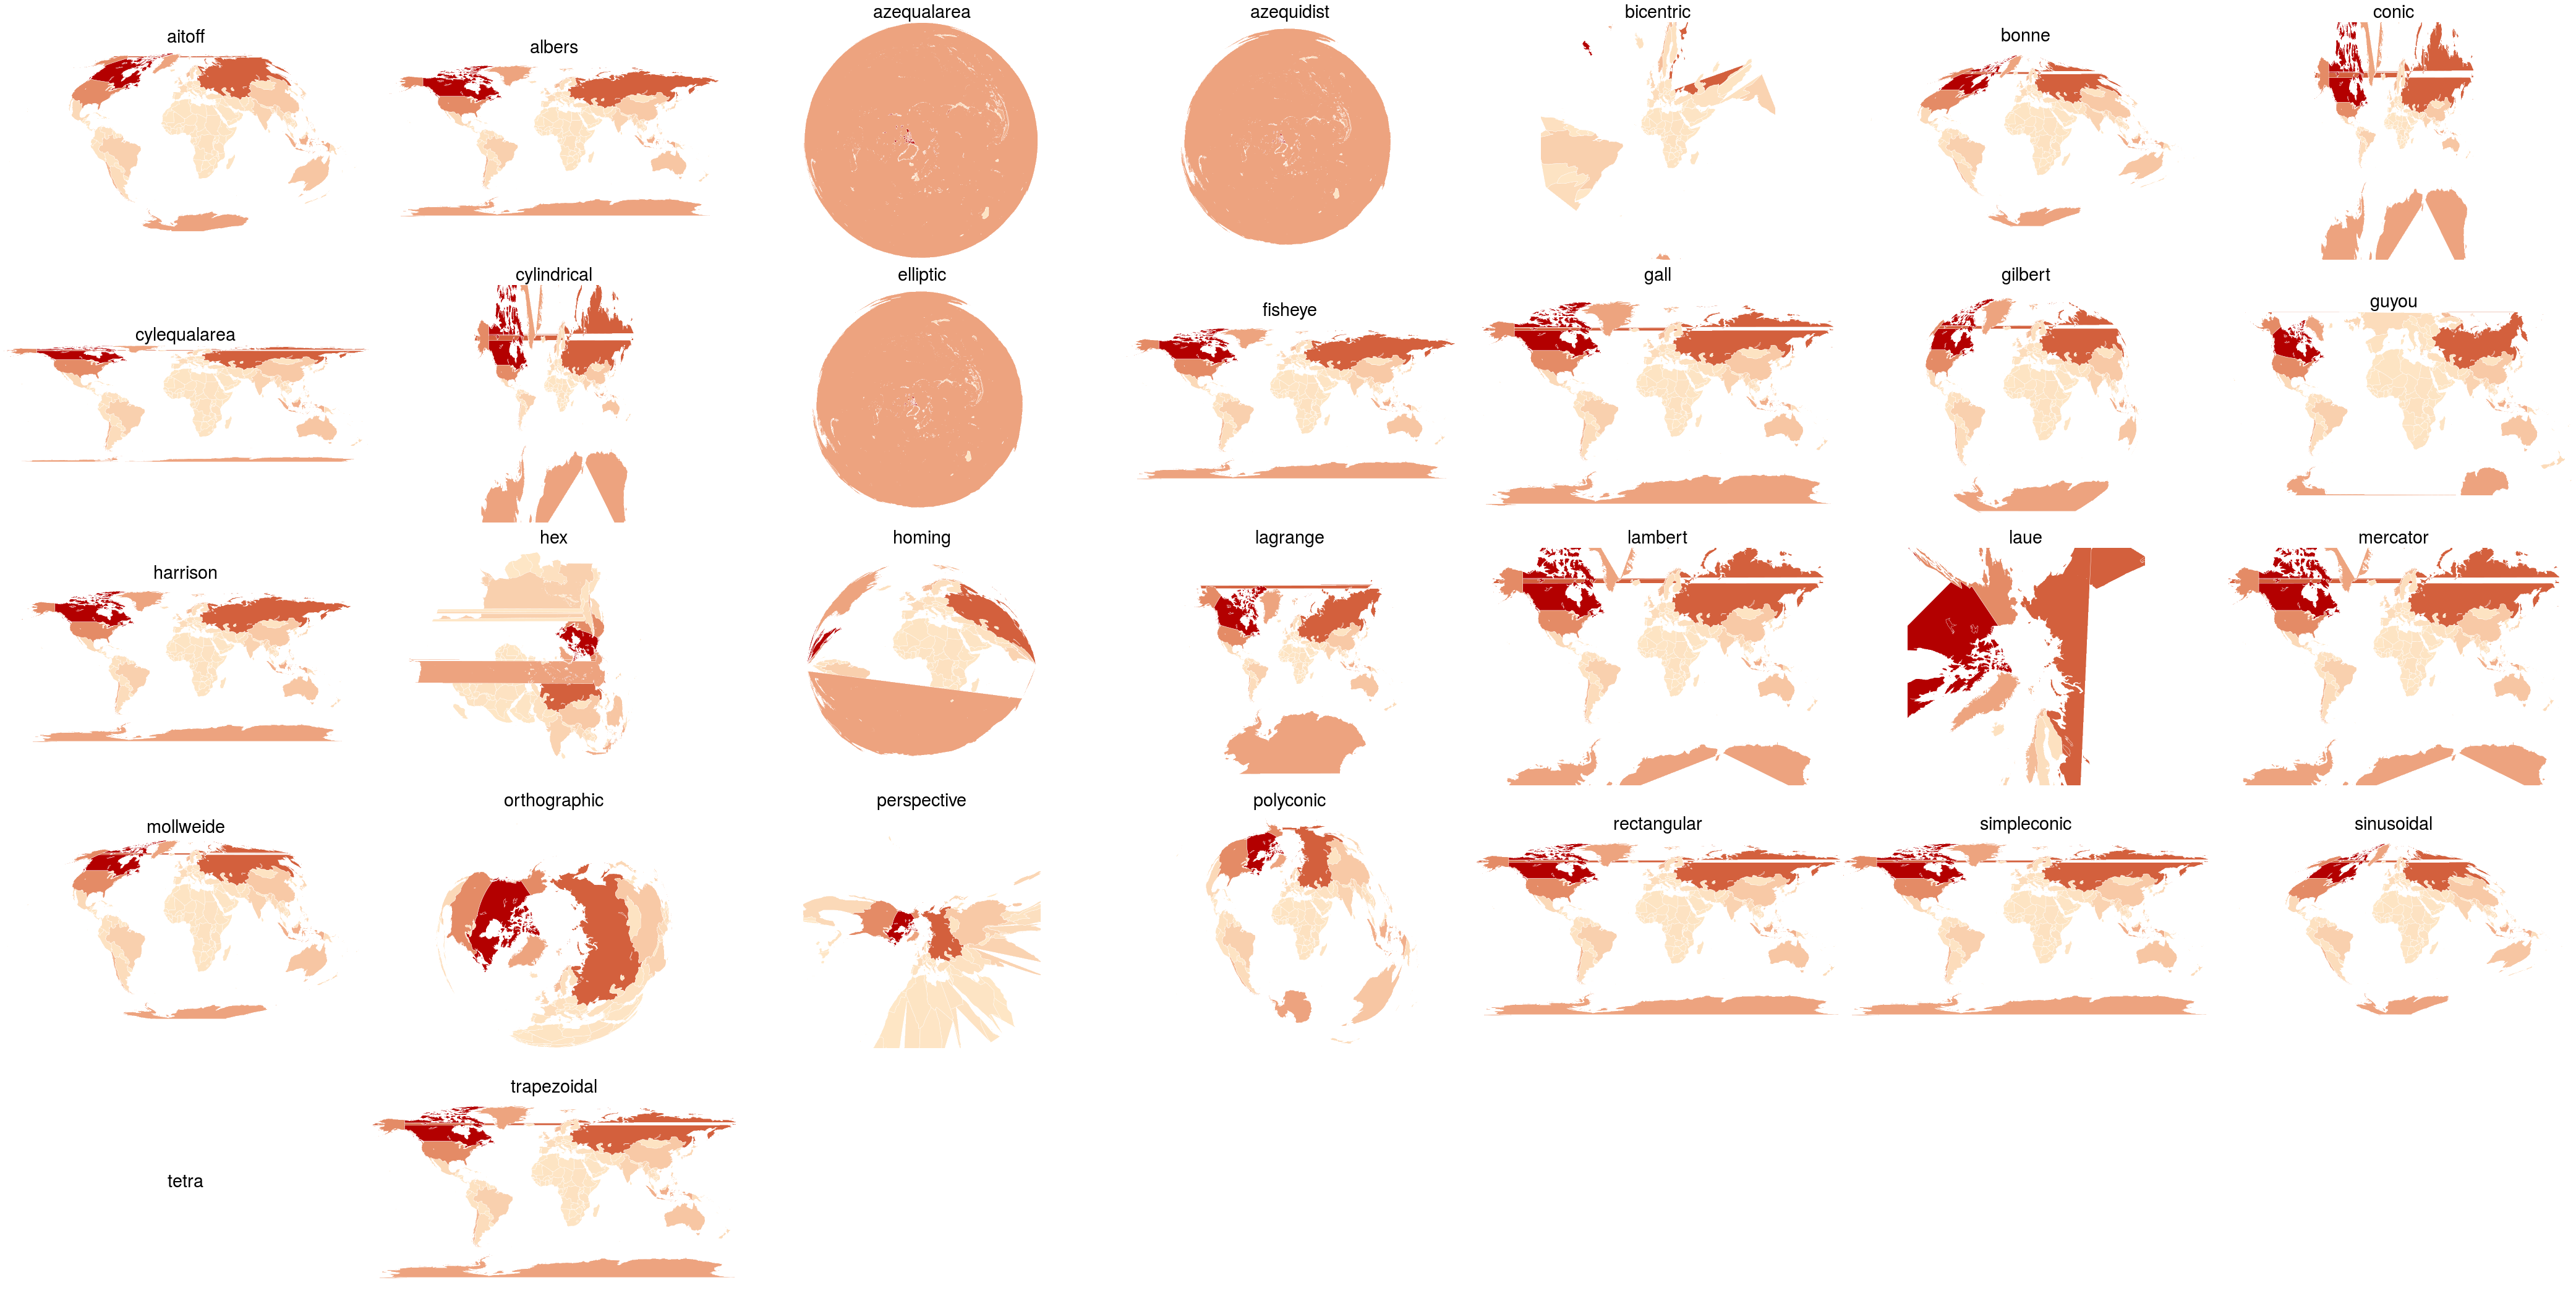 aitoff
albers
azequalarea
azequidist
bicentric
bonne
conic
cylequalarea
cylindrical
elliptic
fisheye
gall
gilbert
guyou
harrison
hex
homing
lagrange
lambert
laue
mercator
mollweide
orthographic
perspective
polyconic
rectangular
simpleconic
sinusoidal
tetra
trapezoidal